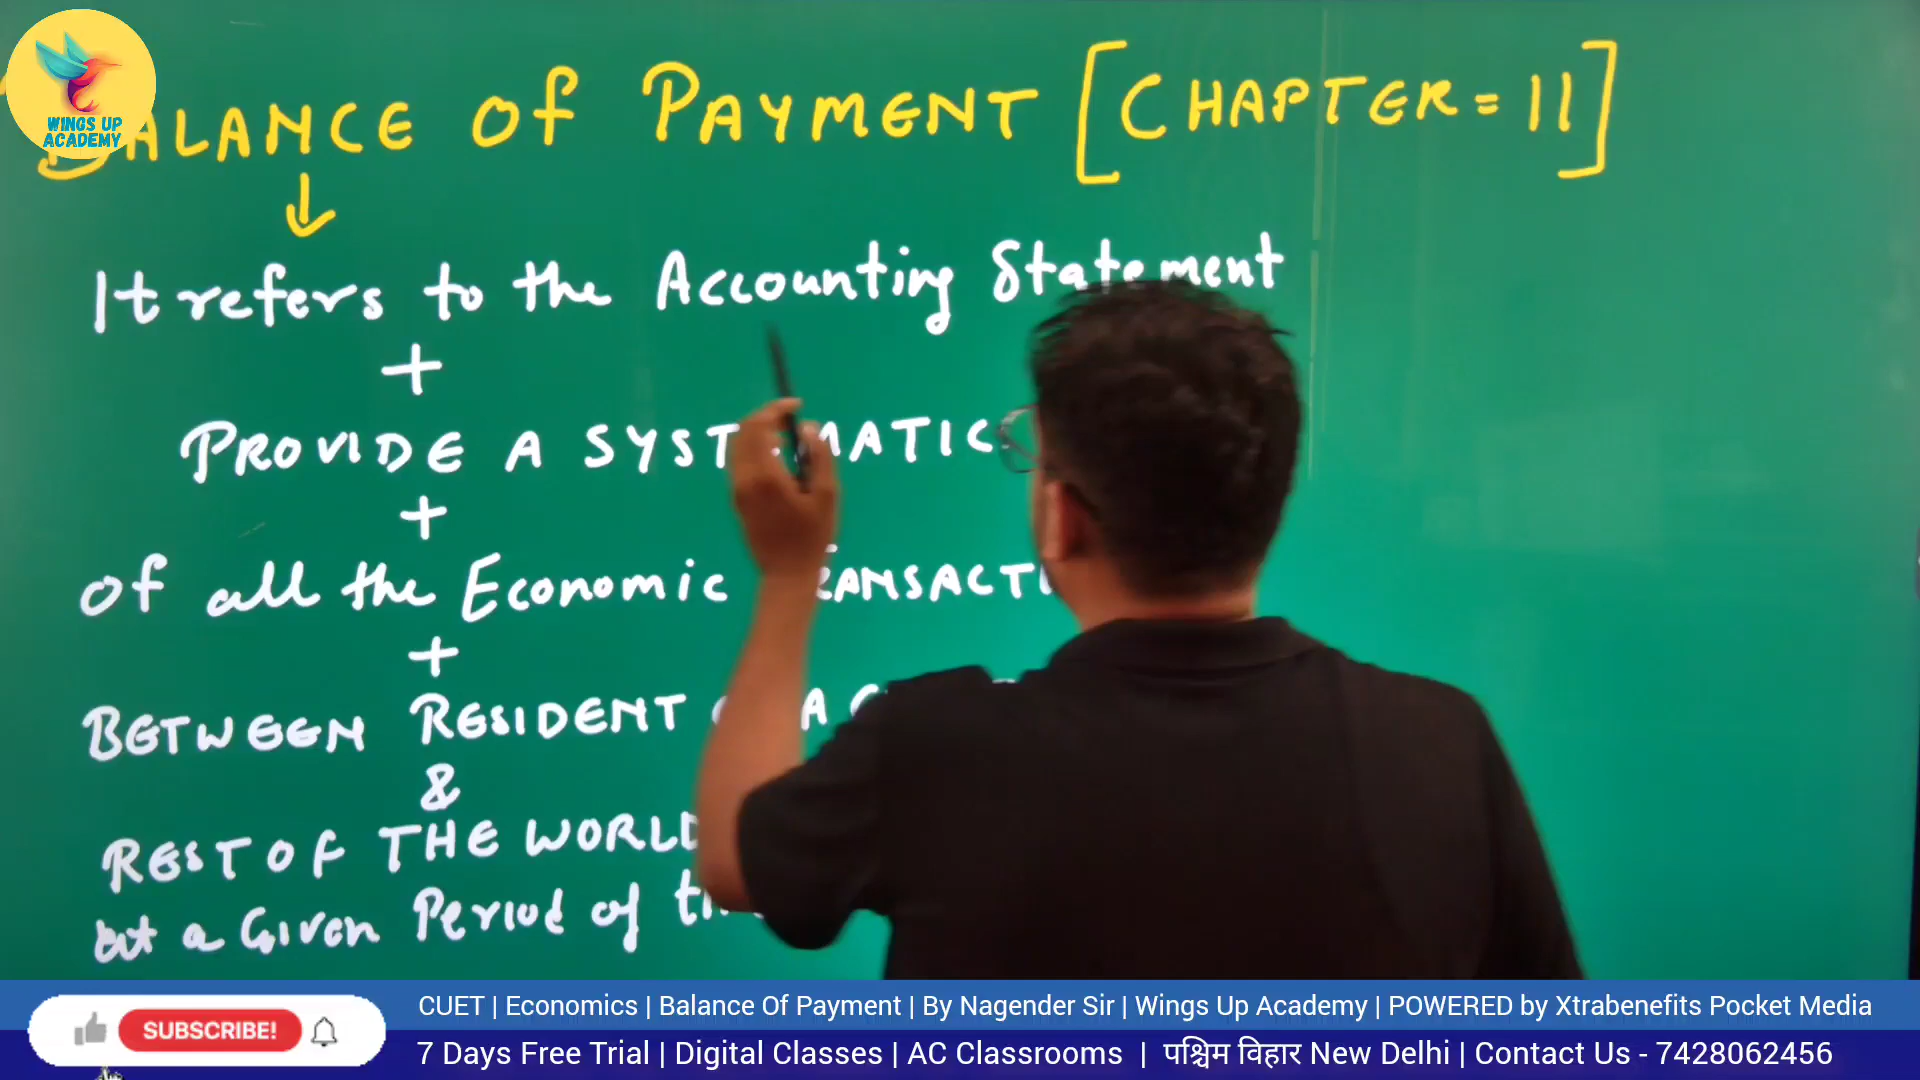 WINGS UP
ACADEMY
BALANCE of PAYMENT [CHAPTER = 11]
It refers to the Accounting Statement
+
PROVIDE A
+
of all the Economic
+
BETWEEN RESIDENT A
&
REST OF THE WORLD
at a Given Period of
SUBSCRIBE!
CUET | Economics | Balance Of Payment | By Nagender Sir | Wings Up Academy | POWERED by Xtrabenefits Pocket Media
7 Days Free Trial | Digital Classes | AC Classrooms | पश्चिम विहार New Delhi | Contact Us - 7428062456